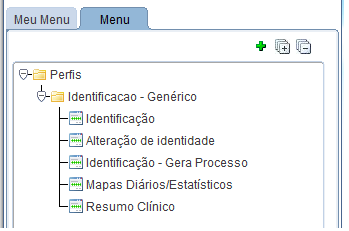 Meu Menu Menu
Perfis
Identificacao - Genérico
Identificação
Alteração de identidade
Identificação - Gera Processo
Mapas Diários/Estatísticos
Resumo Clínico